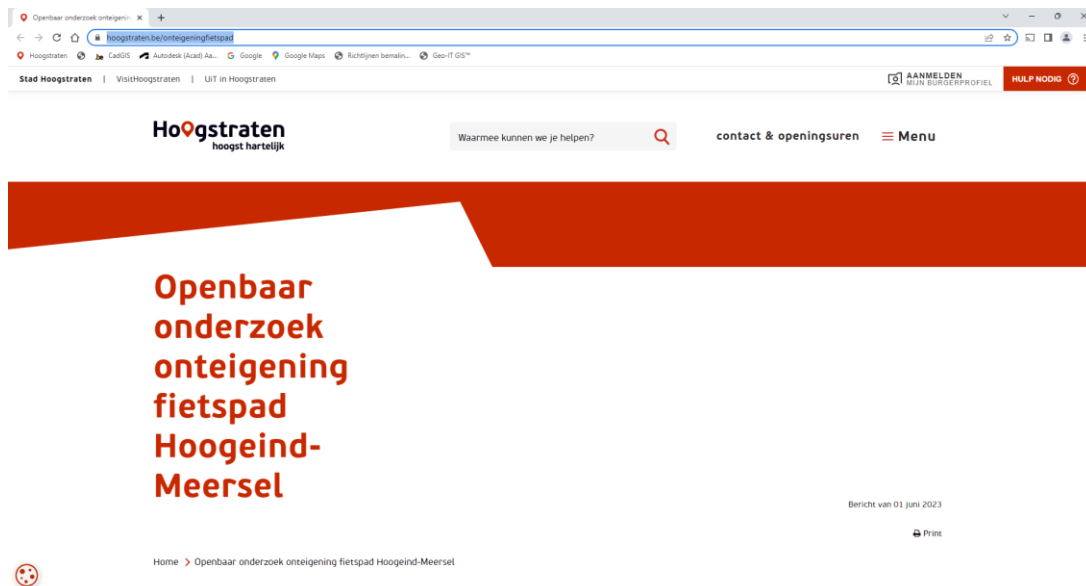 Openbaar onderzoek onteigenin
hoogstraten.be/onteigeningfietspad
Hoogstraten
CadGIS
Autodesk (Acad) Aa...
Google
Google Maps
Richtlijnen bemalin...
Geo-IT GIS™
Stad Hoogstraten | VisitHoogstraten | UiT in Hoogstraten
AANMELDEN
MIJN BURGERPROFIEL
HULP NODIG
Hoogstraten
hoogst hartelijk
Waarmee kunnen we je helpen?
contact & openingsuren
Menu
Openbaar
onderzoek
onteigening
fietspad
Hoogeind-
Meersel
Bericht van 01 juni 2023
Print
Home > Openbaar onderzoek onteigening fietspad Hoogeind-Meersel